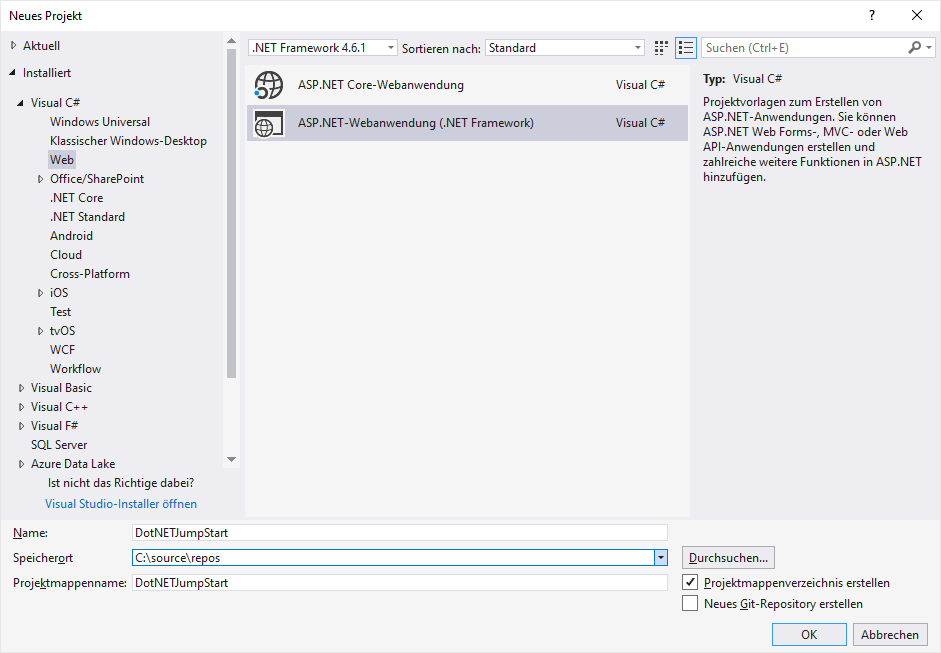 Neues Projekt
?
Aktuell
Installiert
Visual C#
Windows Universal
Klassischer Windows-Desktop
Web
Office/SharePoint
.NET Core
.NET Standard
Android
Cloud
Cross-Platform
iOS
Test
tvOS
WCF
Workflow
Visual Basic
Visual C++
Visual F#
SQL Server
Azure Data Lake
Ist nicht das Richtige dabei?
Visual Studio-Installer öffnen
.NET Framework 4.6.1 Sortieren nach: Standard
ASP.NET Core-Webanwendung Visual C#
ASP.NET-Webanwendung (.NET Framework) Visual C#
Suchen (Ctrl+E)
Typ: Visual C#
Projektvorlagen zum Erstellen von
ASP.NET-Anwendungen. Sie können
ASP.NET Web Forms-, MVC- oder Web
API-Anwendungen erstellen und
zahlreiche weitere Funktionen in ASP.NET
hinzufügen.
Name: DotNETJumpStart
Speicherort C:\source\repos Durchsuchen...
Projektmappenname: DotNETJumpStart
Projektmappenverzeichnis erstellen
Neues Git-Repository erstellen
OK Abbrechen